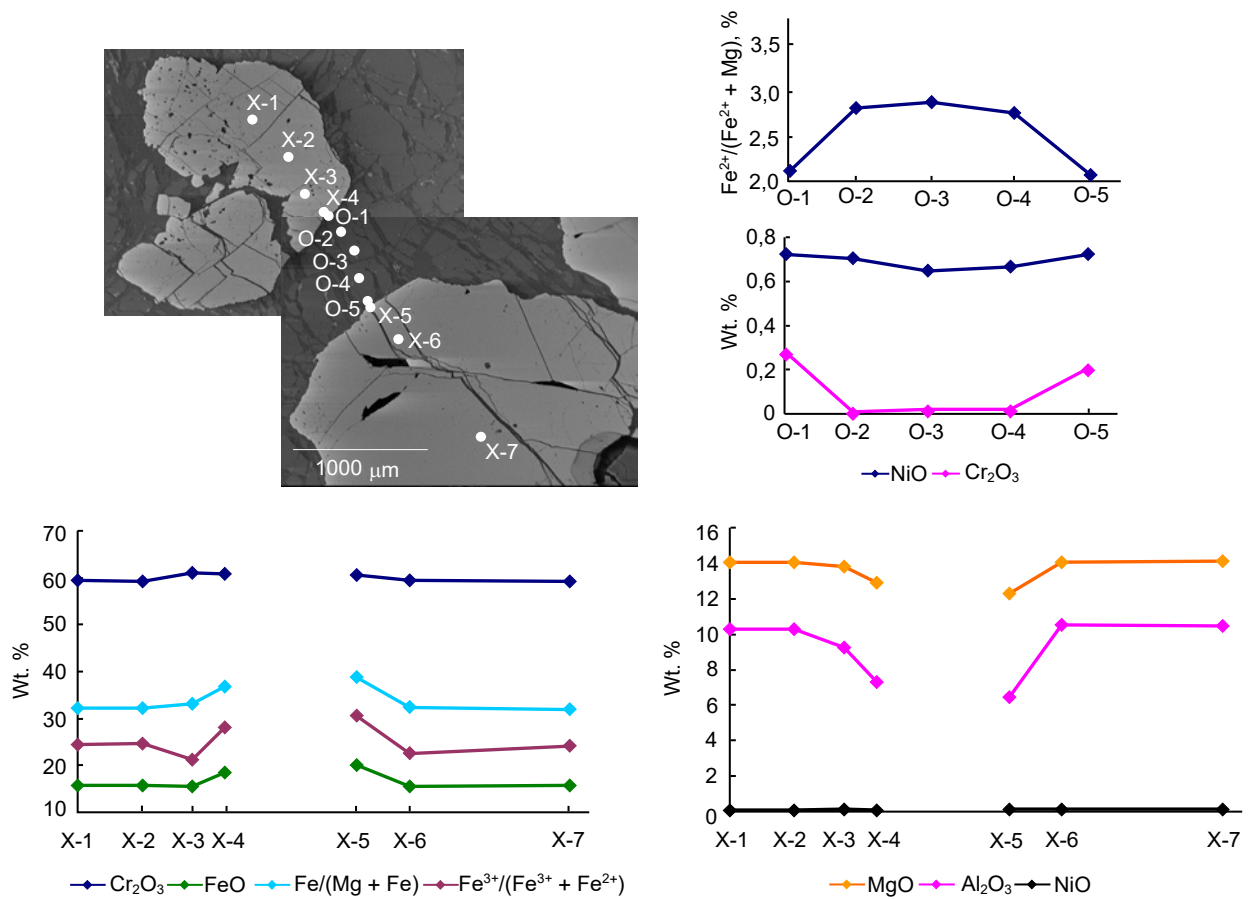 X-1
X-2
X-3
X-4
O-1
O-2
O-3
O-4
O-5
X-5
X-6
X-7
1000 μm
Fe²⁺/(Fe²⁺ + Mg), %
3,5
3,0
2,5
2,0
O-1 O-2 O-3 O-4 O-5
Wt. %
0,8
0,6
0,4
0,2
0
O-1 O-2 O-3 O-4 O-5
NiO Cr₂O₃
Wt. %
70
60
50
40
30
20
10
X-1 X-2 X-3 X-4 X-5 X-6 X-7
Cr₂O₃ FeO Fe/(Mg + Fe) Fe³⁺/(Fe³⁺ + Fe²⁺)
Wt. %
16
14
12
10
8
6
4
2
0
X-1 X-2 X-3 X-4 X-5 X-6 X-7
MgO Al₂O₃ NiO